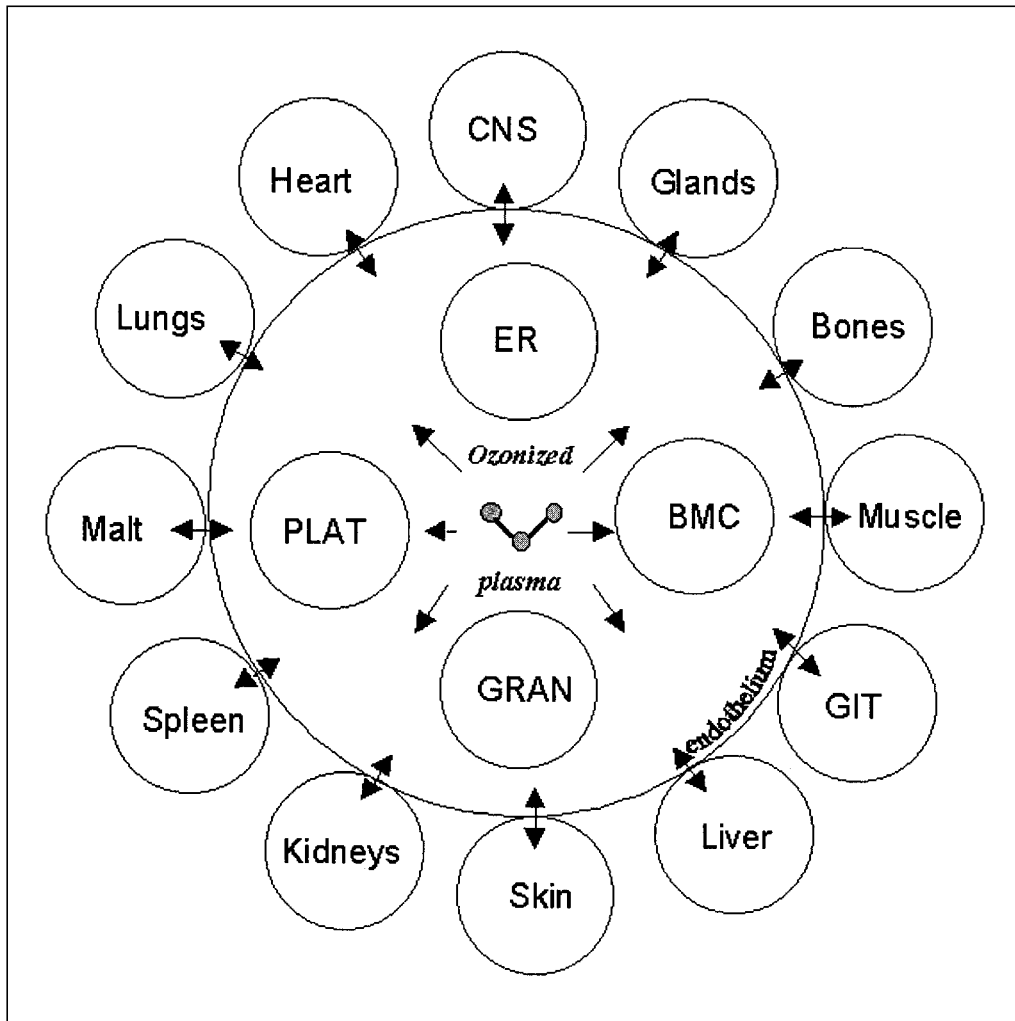 CNS
Heart
Glands
Lungs
Bones
ER
Ozonized
Malt
PLAT
BMC
Muscle
plasma
GRAN
endothelium
Spleen
GIT
Kidneys
Liver
Skin